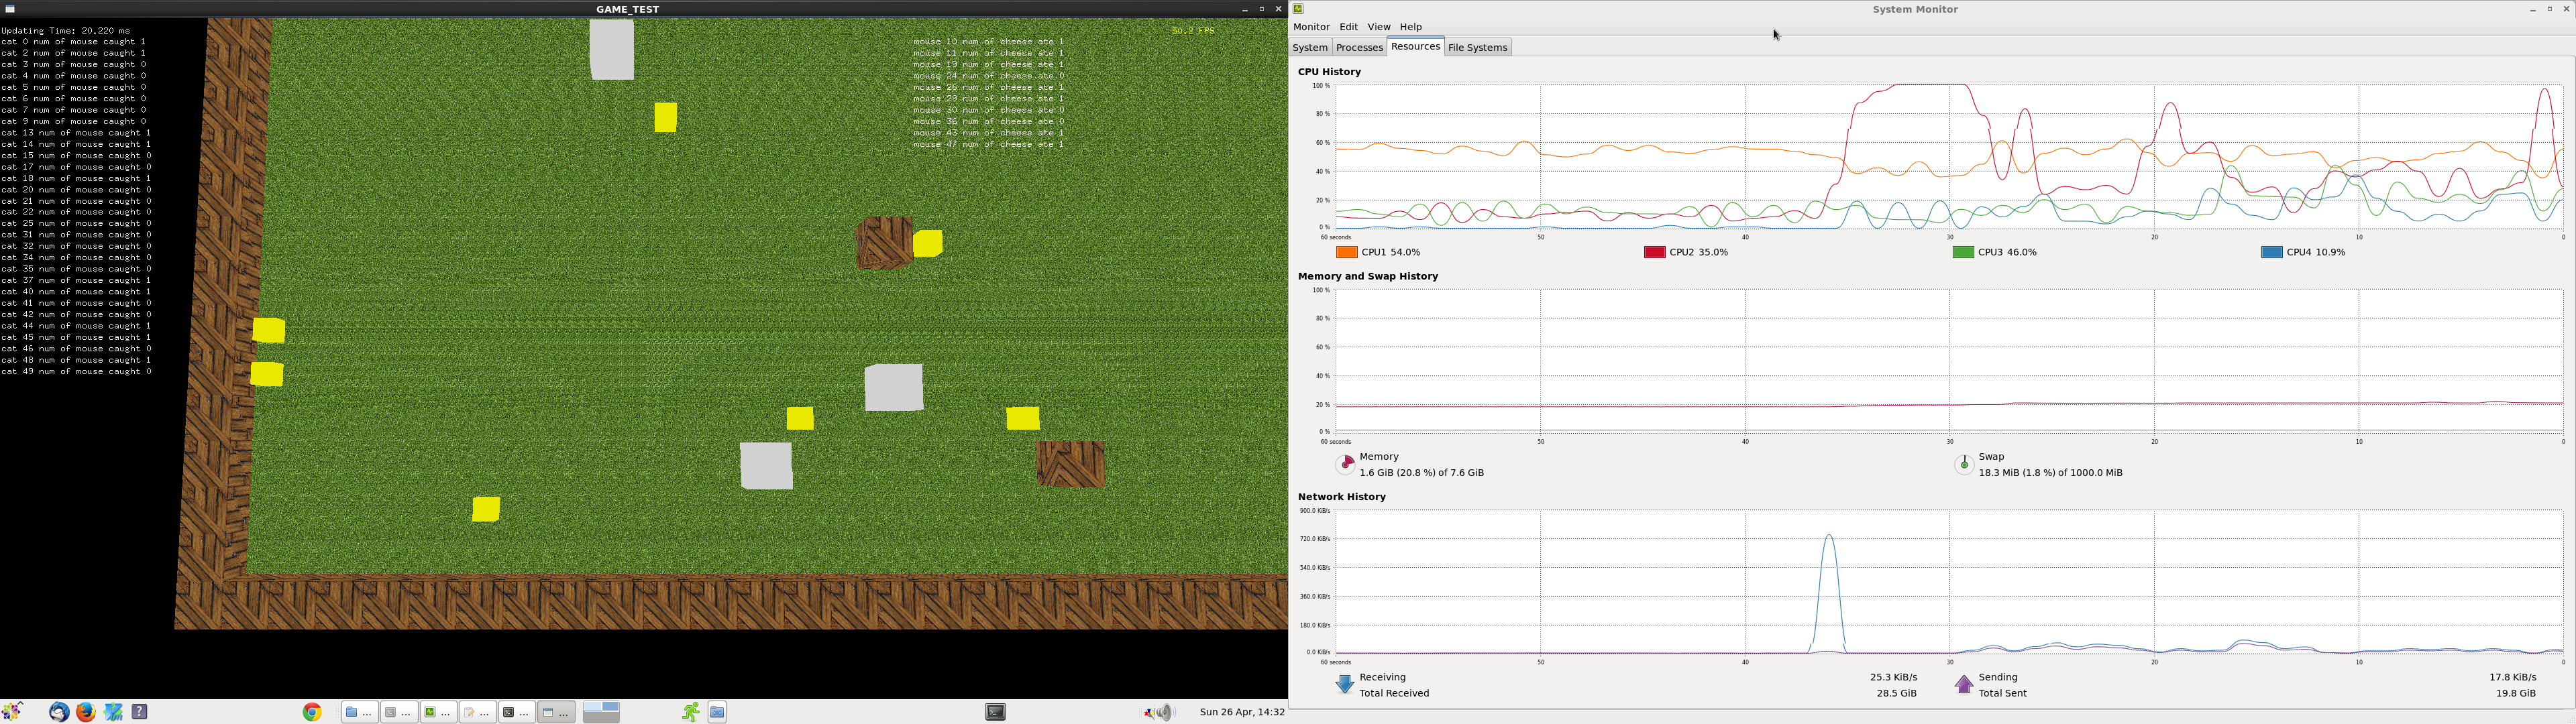 GAME_TEST
Updating Time: 20.220 ms
cat 0 num of mouse caught 1
cat 2 num of mouse caught 1
cat 3 num of mouse caught 0
cat 4 num of mouse caught 0
cat 5 num of mouse caught 0
cat 6 num of mouse caught 0
cat 7 num of mouse caught 0
cat 9 num of mouse caught 0
cat 13 num of mouse caught 1
cat 14 num of mouse caught 1
cat 15 num of mouse caught 0
cat 17 num of mouse caught 0
cat 18 num of mouse caught 1
cat 20 num of mouse caught 0
cat 21 num of mouse caught 0
cat 22 num of mouse caught 0
cat 25 num of mouse caught 0
cat 31 num of mouse caught 0
cat 32 num of mouse caught 0
cat 34 num of mouse caught 0
cat 35 num of mouse caught 0
cat 37 num of mouse caught 1
cat 40 num of mouse caught 1
cat 41 num of mouse caught 0
cat 42 num of mouse caught 0
cat 44 num of mouse caught 1
cat 45 num of mouse caught 1
cat 46 num of mouse caught 0
cat 48 num of mouse caught 1
cat 49 num of mouse caught 0
50.2 FPS
mouse 10 num of cheese ate 1
mouse 11 num of cheese ate 1
mouse 19 num of cheese ate 1
mouse 24 num of cheese ate 0
mouse 26 num of cheese ate 1
mouse 29 num of cheese ate 1
mouse 30 num of cheese ate 0
mouse 36 num of cheese ate 0
mouse 43 num of cheese ate 1
mouse 47 num of cheese ate 1
Sun 26 Apr, 14:32
System Monitor
Monitor Edit View Help
System Processes Resources File Systems
CPU History
100 %
80 %
60 %
40 %
20 %
0 %
60 seconds 50 40 30 20 10 0
CPU1 54.0% CPU2 35.0% CPU3 46.0% CPU4 10.9%
Memory and Swap History
100 %
80 %
60 %
40 %
20 %
0 %
60 seconds 50 40 30 20 10 0
Memory Swap
1.6 GiB (20.8 %) of 7.6 GiB 18.3 MiB (1.8 %) of 1000.0 MiB
Network History
900.0 KiB/s
720.0 KiB/s
540.0 KiB/s
360.0 KiB/s
180.0 KiB/s
0.0 KiB/s
60 seconds 50 40 30 20 10 0
Receiving 25.3 KiB/s Sending 17.8 KiB/s
Total Received 28.5 GiB Total Sent 19.8 GiB